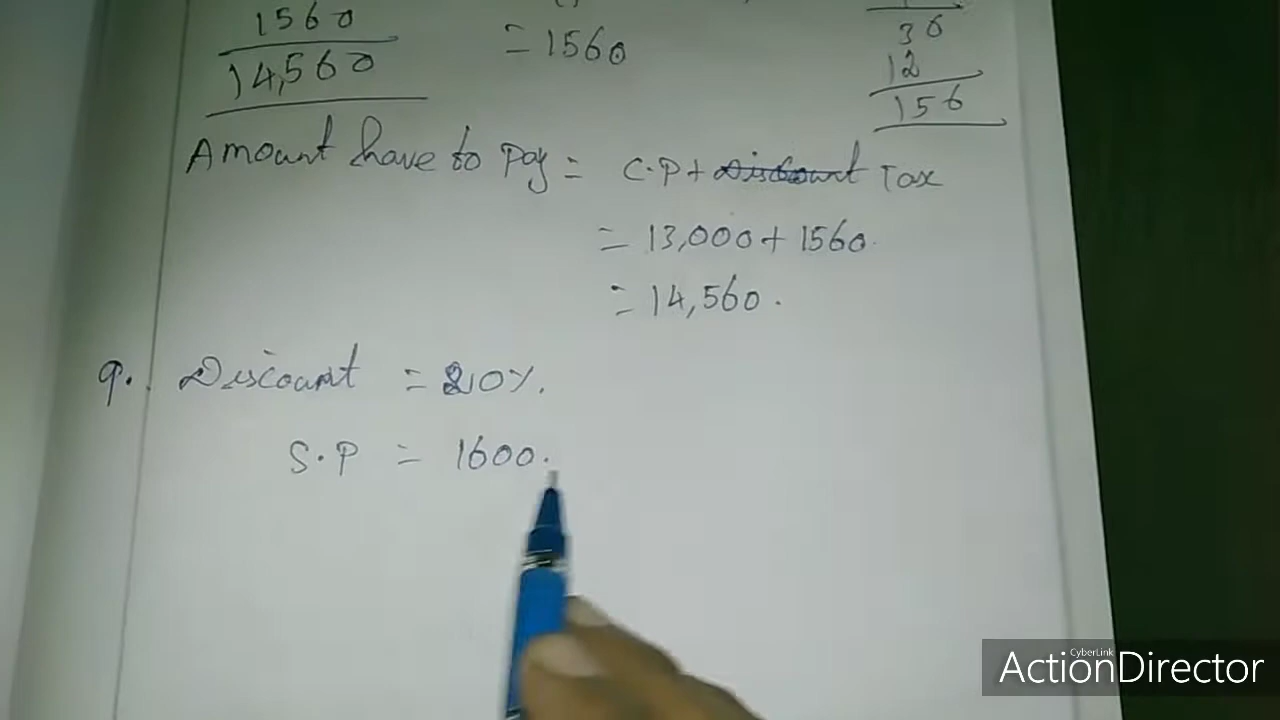 1560
14,560
= 1560
36
12
156
Amount have to pay = C.P + Discount Tax
= 13,000 + 1560.
= 14,560.
9. Discount = 20%.
S.P = 1600.
CyberLink
ActionDirector